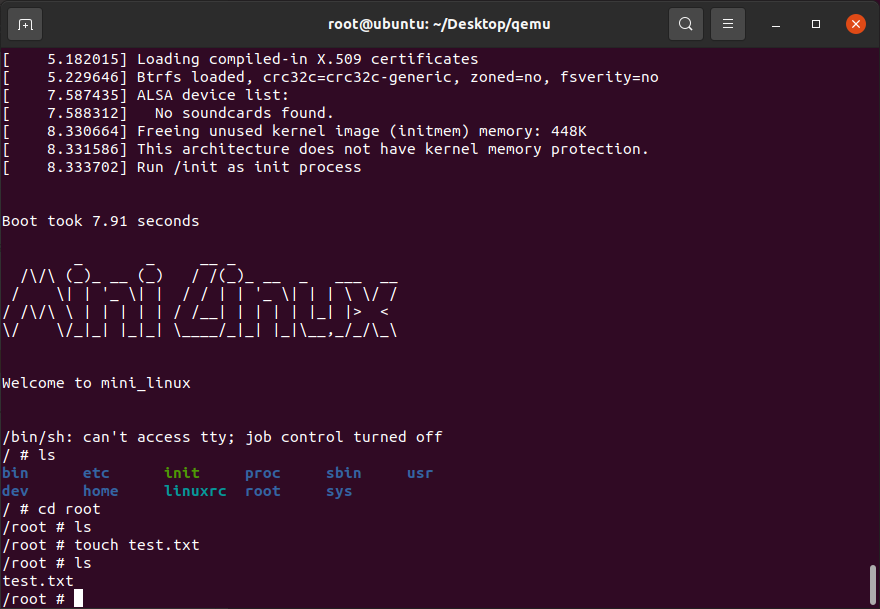 root@ubuntu: ~/Desktop/qemu
[    5.182015] Loading compiled-in X.509 certificates
[    5.229646] Btrfs loaded, crc32c=crc32c-generic, zoned=no, fsverity=no
[    7.587435] ALSA device list:
[    7.588312]   No soundcards found.
[    8.330664] Freeing unused kernel image (initmem) memory: 448K
[    8.331586] This architecture does not have kernel memory protection.
[    8.333702] Run /init as init process
Boot took 7.91 seconds
Mini Linux
Welcome to mini_linux
/bin/sh: can't access tty; job control turned off
/ # ls
bin      etc      init     proc     sbin     usr
dev      home     linuxrc  root     sys
/ # cd root
/root # ls
/root # touch test.txt
/root # ls
test.txt
/root #